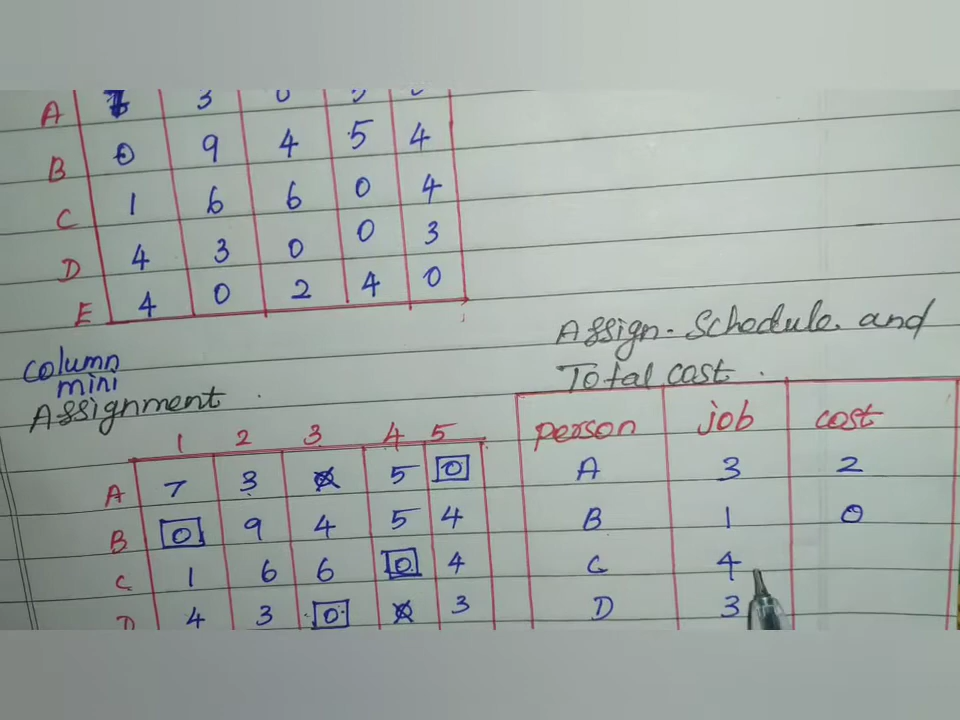 A 3 0
B 0 9 4 5 4
C 1 6 6 0 4
D 4 3 0 0 3
E 4 0 2 4 0
column
mini
Assignment
Assign. Schedule. and
Total cost.
1 2 3 4 5
A 7 3 5 0
B 0 9 4 5 4
C 1 6 6 0 4
D 4 3 0 3
person job cost
A 3 2
B 1 0
C 4
D 3